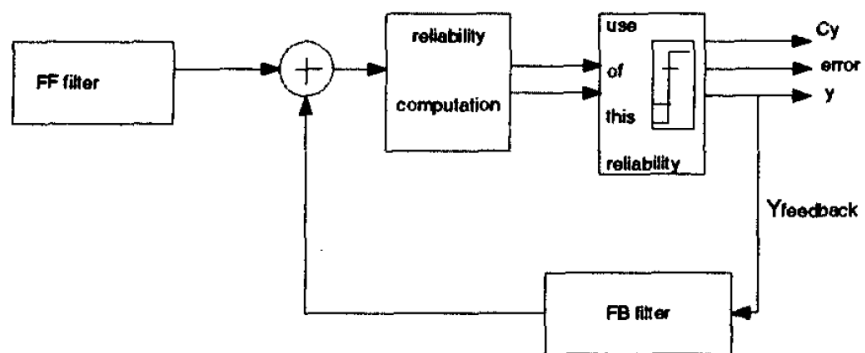 FF filter
+
reliability
computation
use
of
this
reliability
Cy
error
y
Yfeedback
FB filter